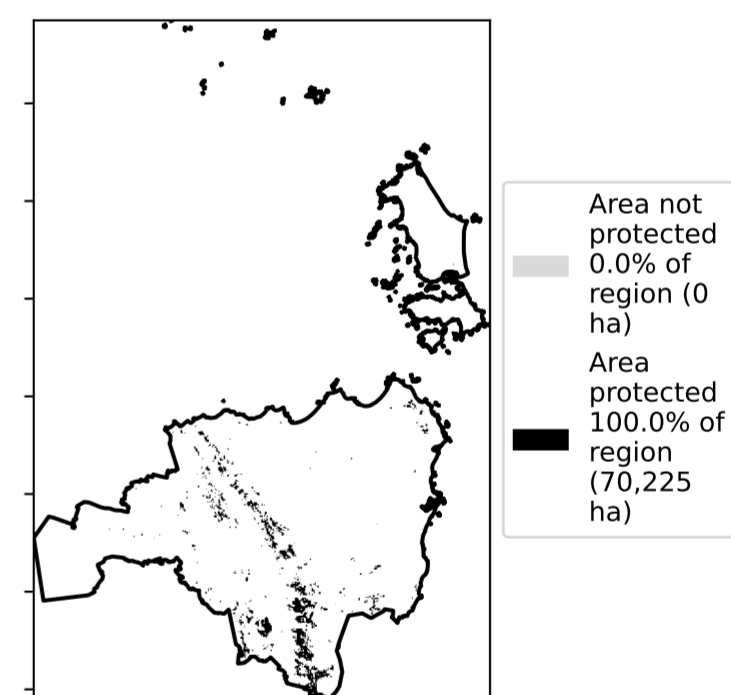 Area not
protected
0.0% of
region (0
ha)
Area
protected
100.0% of
region
(70,225
ha)